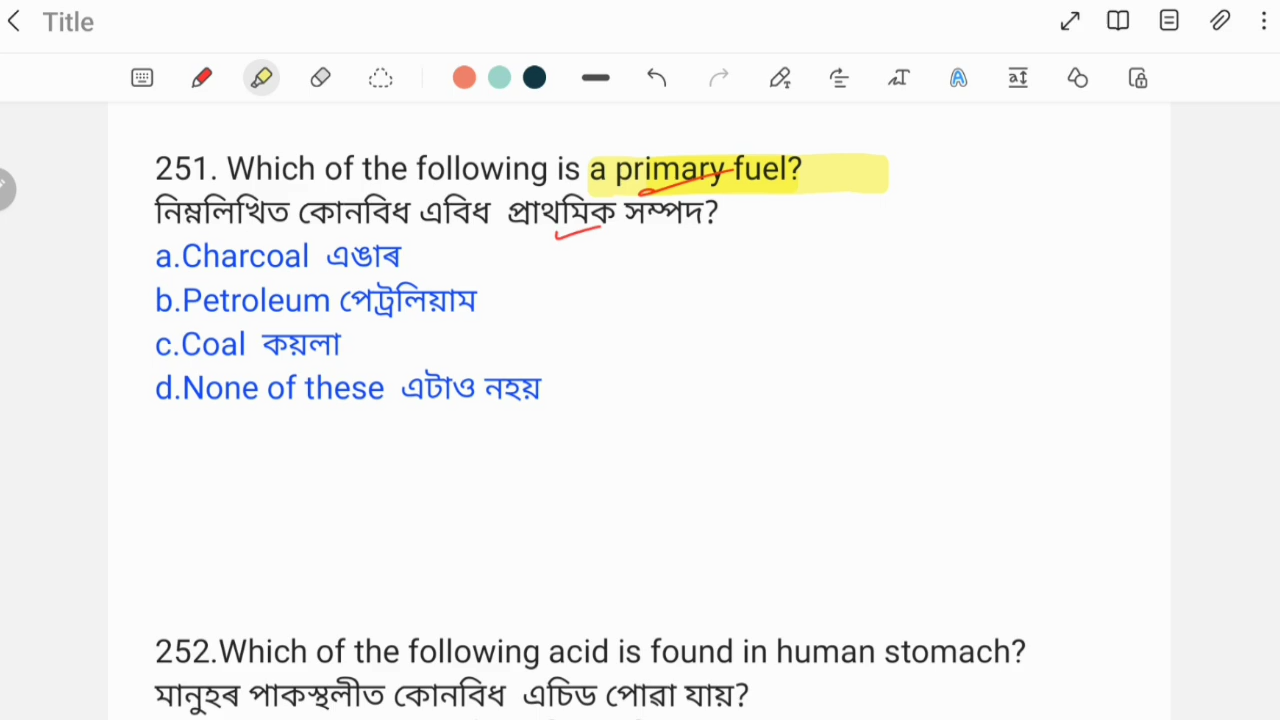 Title
251. Which of the following is a primary fuel?
নিম্নলিখিত কোনবিধ এবিধ প্ৰাথমিক সম্পদ?
a.Charcoal এঙাৰ
b.Petroleum পেট্ৰলিয়াম
c.Coal কয়লা
d.None of these এটাও নহয়
252.Which of the following acid is found in human stomach?
মানুহৰ পাকস্থলীত কোনবিধ এচিড পোৱা যায়?